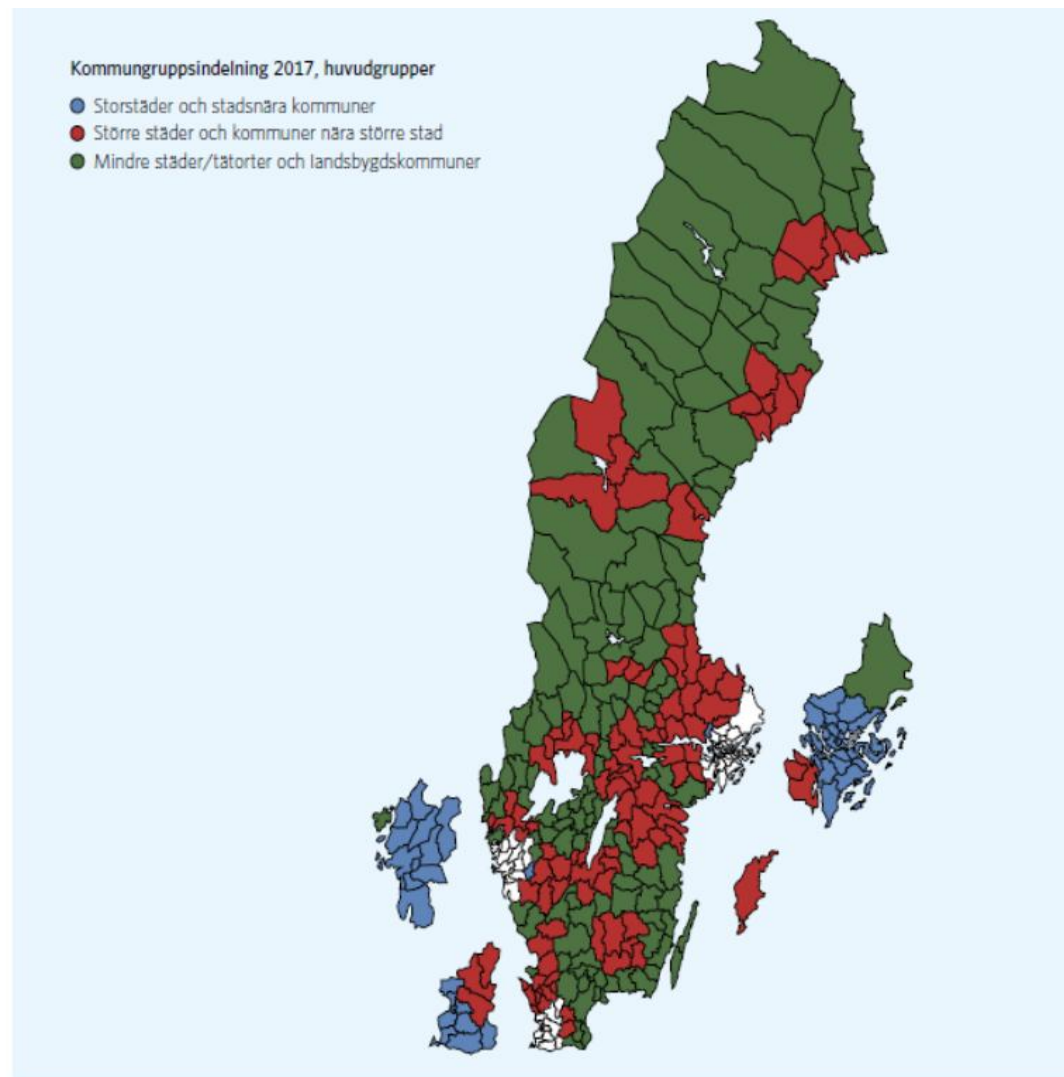 Kommungruppsindelning 2017, huvudgrupper
Storstäder och stadsnära kommuner
Större städer och kommuner nära större stad
Mindre städer/tätorter och landsbygdskommuner